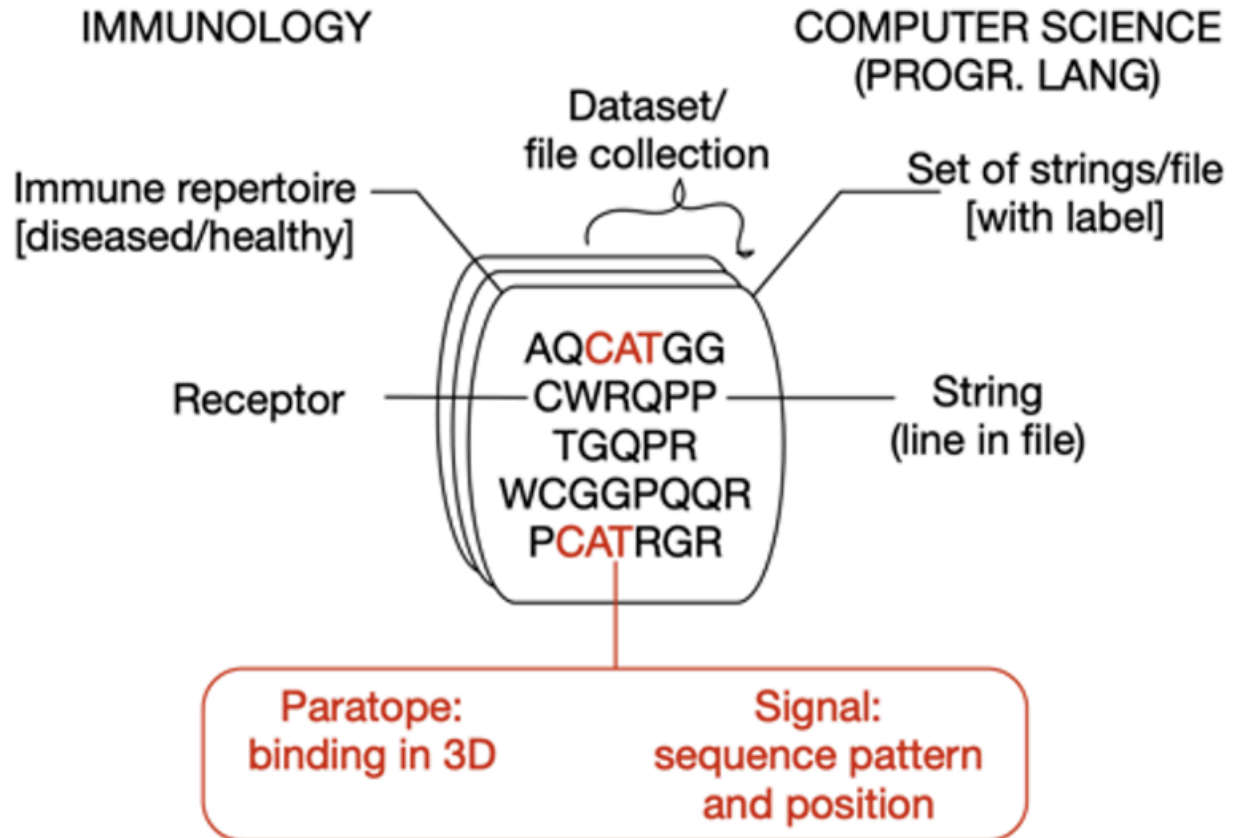 IMMUNOLOGY
COMPUTER SCIENCE
(PROGR. LANG)
Dataset/
file collection
Immune repertoire
[diseased/healthy]
Set of strings/file
[with label]
AQCATGG
Receptor
CWRQPP
String
(line in file)
TGQPR
WCGGPQQR
PCATRGR
Paratope:
binding in 3D
Signal:
sequence pattern
and position